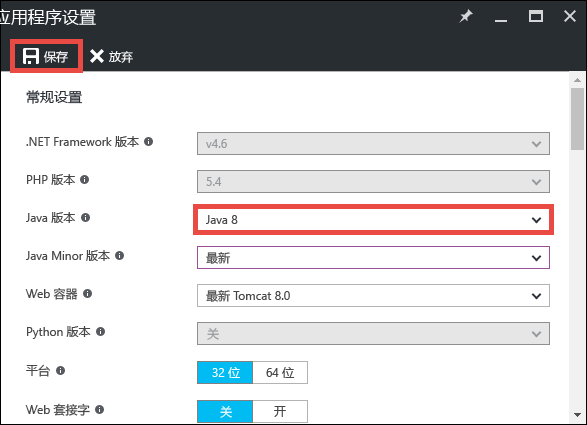 应用程序设置
保存 放弃
常规设置
.NET Framework 版本 v4.6
PHP 版本 5.4
Java 版本 Java 8
Java Minor 版本 最新
Web 容器 最新 Tomcat 8.0
Python 版本 关
平台 32 位 64 位
Web 套接字 关 开